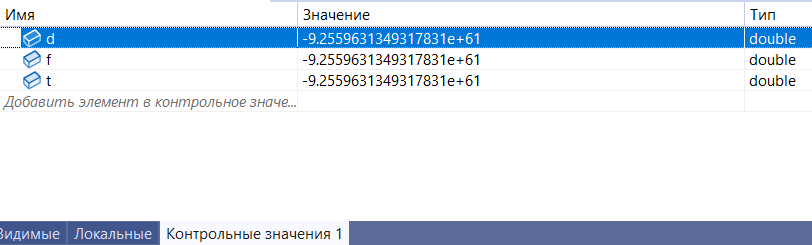 Имя Значение Тип
d -9.2559631349317831e+61 double
f -9.2559631349317831e+61 double
t -9.2559631349317831e+61 double
Добавить элемент в контрольное значе...
Видимые Локальные Контрольные значения 1